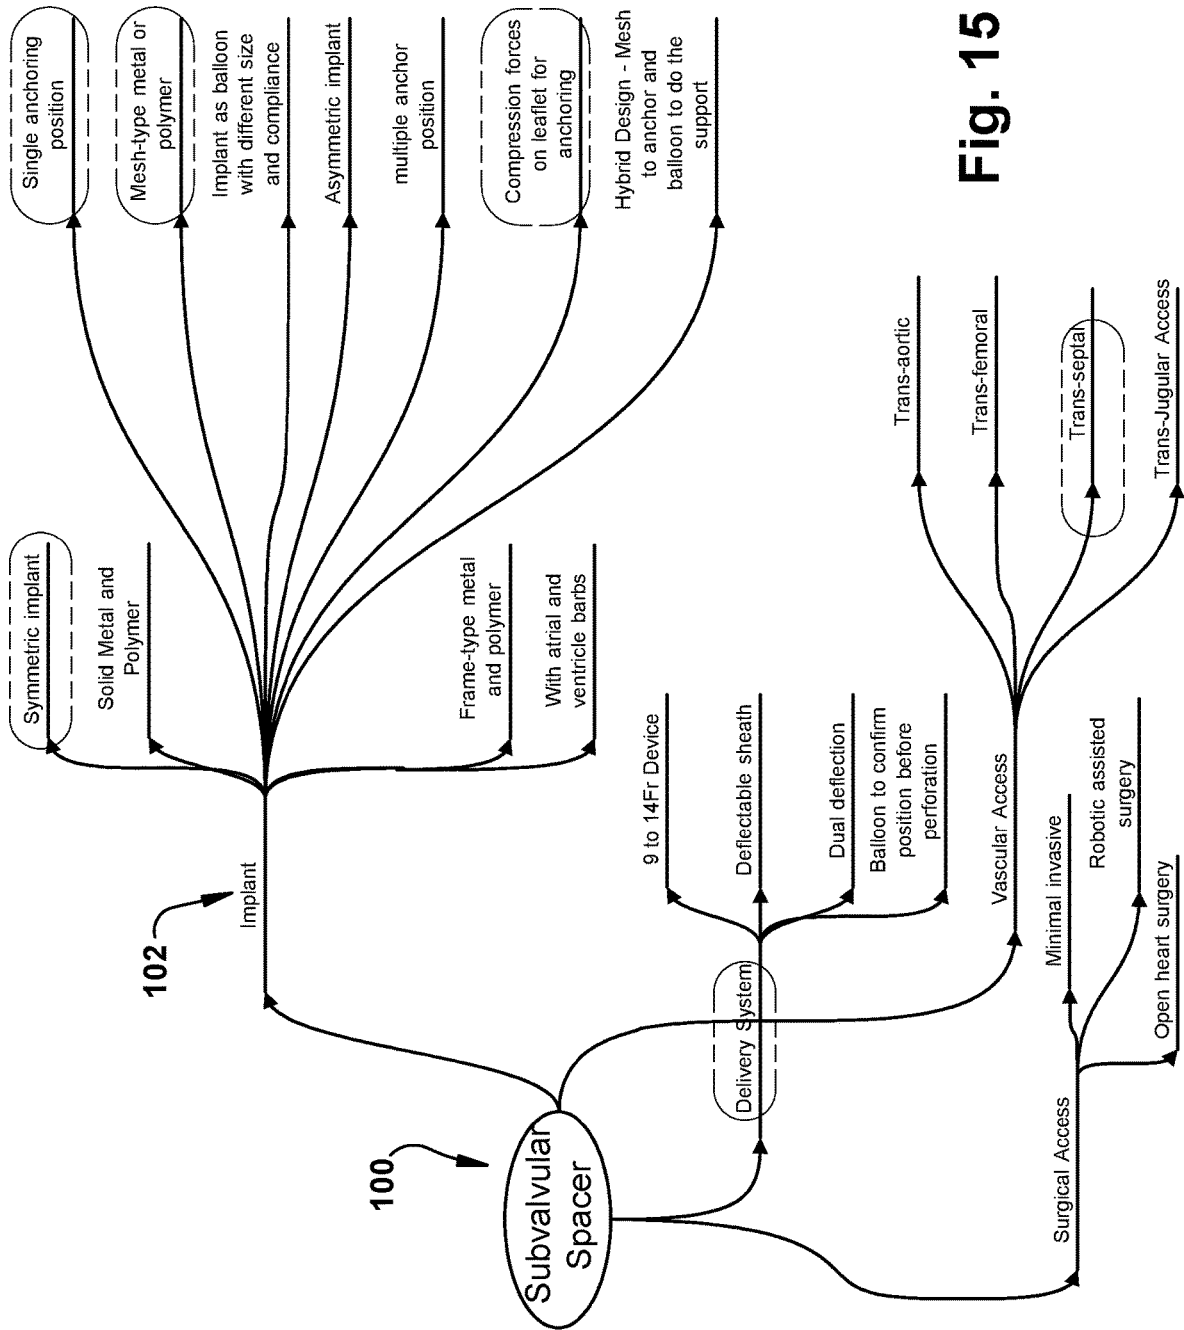 Subvalvular
Spacer
100
102
Implant
Symmetric implant
Solid Metal and
Polymer
Frame-type metal
and polymer
With atrial and
ventricle barbs
Single anchoring
position
Mesh-type metal or
polymer
Implant as balloon
with different size
and compliance
Asymmetric implant
multiple anchor
position
Compression forces
on leaflet for
anchoring
Hybrid Design - Mesh
to anchor and
balloon to do the
support
Delivery System
9 to 14Fr Device
Deflectable sheath
Dual deflection
Balloon to confirm
position before
perforation
Vascular Access
Trans-aortic
Trans-femoral
Trans-septal
Trans-Jugular Access
Surgical Access
Minimal invasive
Robotic assisted
surgery
Open heart surgery
Fig. 15